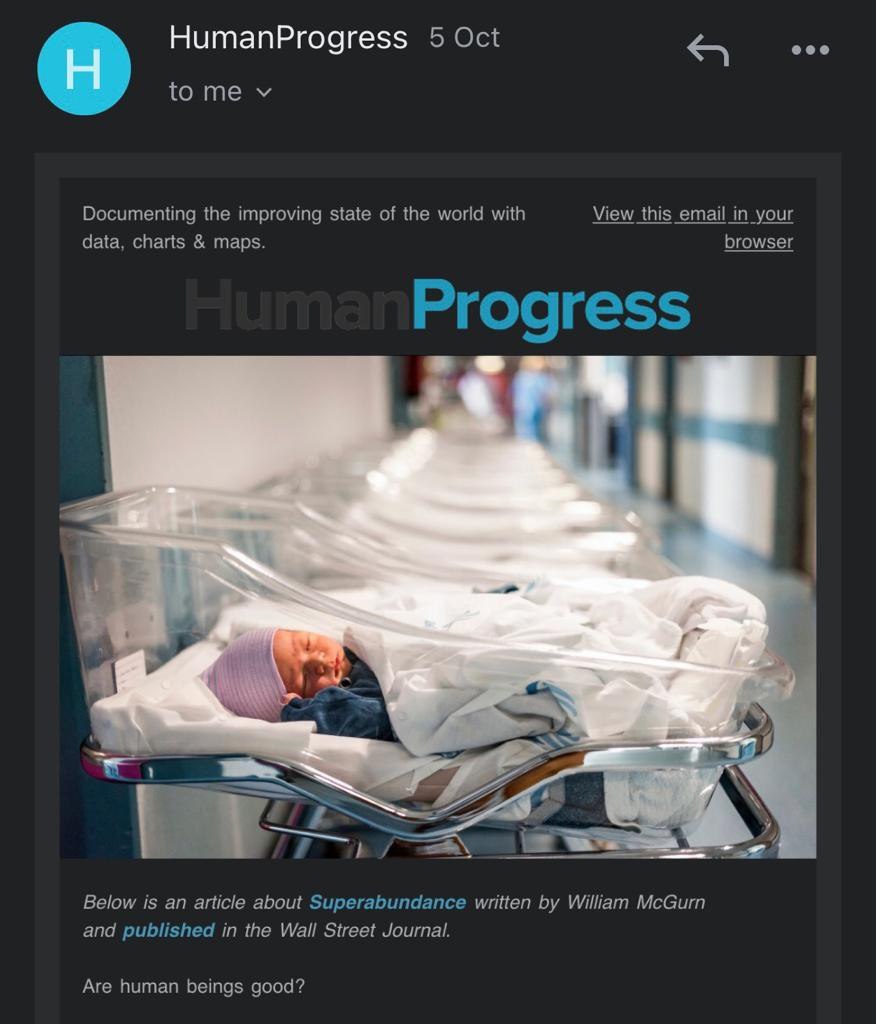 H
HumanProgress 5 Oct
to me
Documenting the improving state of the world with
data, charts & maps.
View this email in your
browser
HumanProgress
Below is an article about Superabundance written by William McGurn
and published in the Wall Street Journal.
Are human beings good?